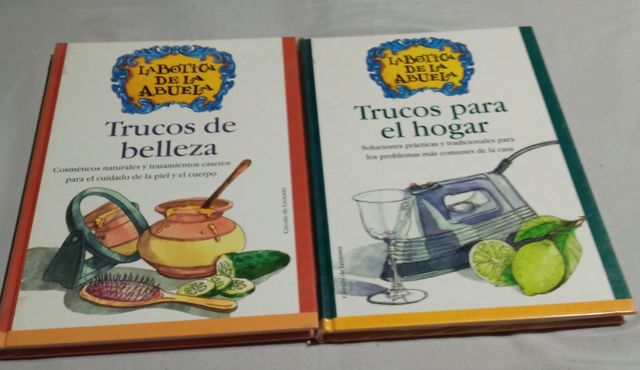 LA BOTICA
DE LA
ABUELA
Trucos de
belleza
Cosméticos naturales y tratamientos caseros
para el cuidado de la piel y el cuerpo
Círculo de Lectores
LA BOTICA
DE LA
ABUELA
Trucos para
el hogar
Soluciones prácticas y tradicionales para
los problemas más comunes de la casa
Círculo de Lectores